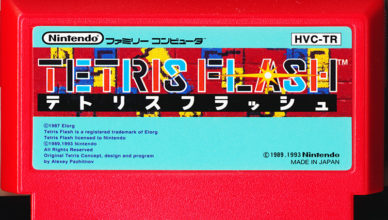 Nintendo ファミリー コンピュータ HVC-TR
TETRIS FLASH™
テトリスフラッシュ
©1987 Elorg
Tetris Flash is a registered trademark of Elorg
Tetris Flash licensed to Nintendo
©1989,1993 Nintendo
All Rights Reserved
Original Tetris Concept, design and program
by Alexey Pazhitnov
©1989,1993 Nintendo
MADE IN JAPAN